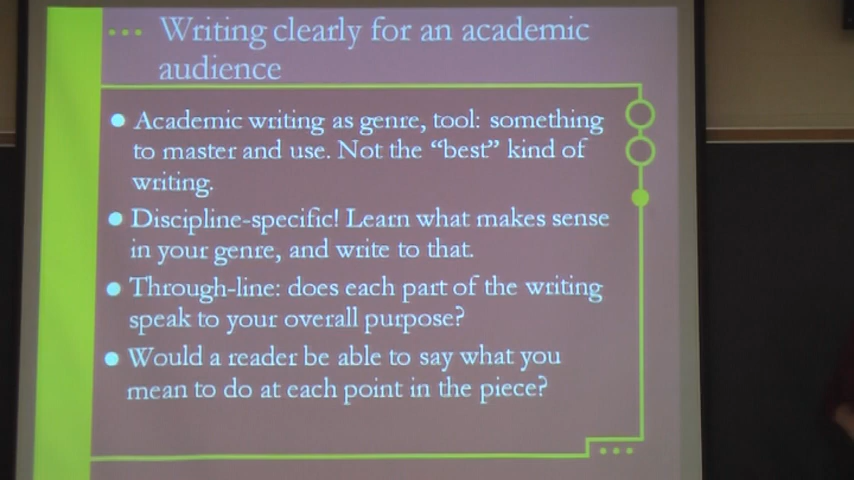 Writing clearly for an academic
audience
Academic writing as genre, tool: something
to master and use. Not the “best” kind of
writing.
Discipline-specific! Learn what makes sense
in your genre, and write to that.
Through-line: does each part of the writing
speak to your overall purpose?
Would a reader be able to say what you
mean to do at each point in the piece?